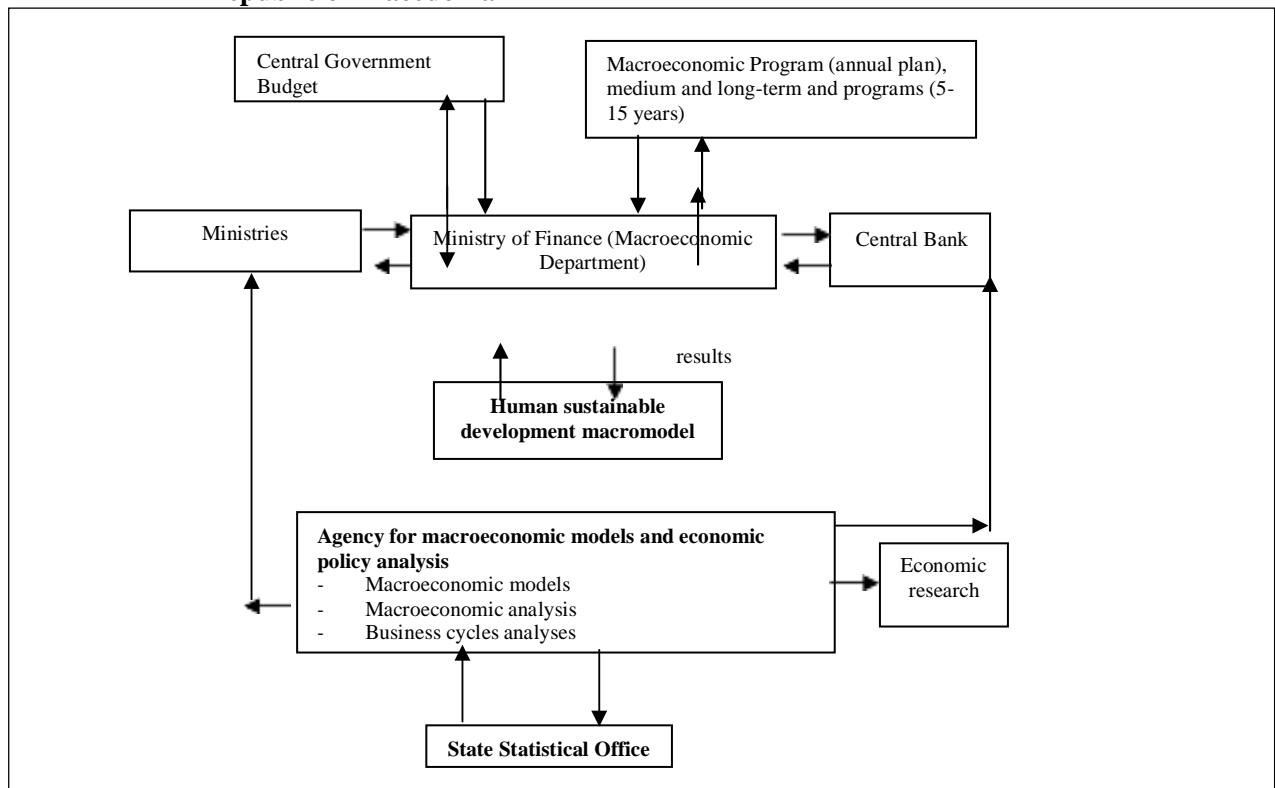 Central Government
Budget
Macroeconomic Program (annual plan),
medium and long-term and programs (5-
15 years)
Ministries
Ministry of Finance (Macroeconomic
Department)
Central Bank
results
Human sustainable
development macromodel
Agency for macroeconomic models and economic
policy analysis
- Macroeconomic models
- Macroeconomic analysis
- Business cycles analyses
Economic
research
State Statistical Office